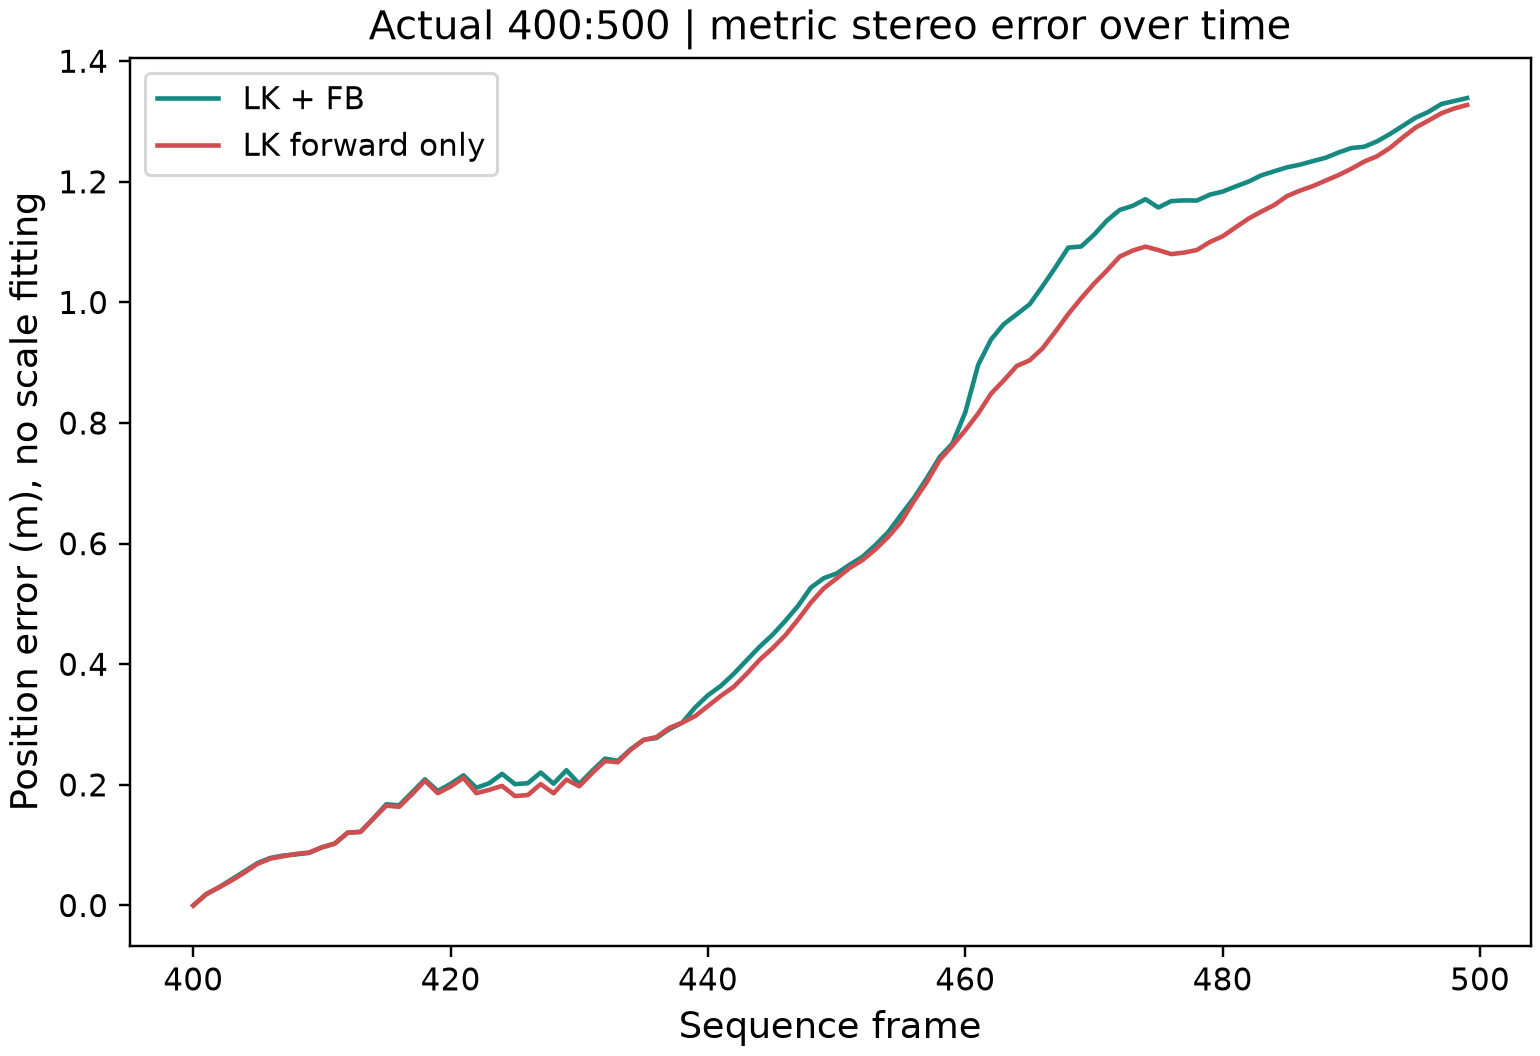 Actual 400:500 | metric stereo error over time
LK + FB
LK forward only
Position error (m), no scale fitting
1.4
1.2
1.0
0.8
0.6
0.4
0.2
0.0
400 420 440 460 480 500
Sequence frame